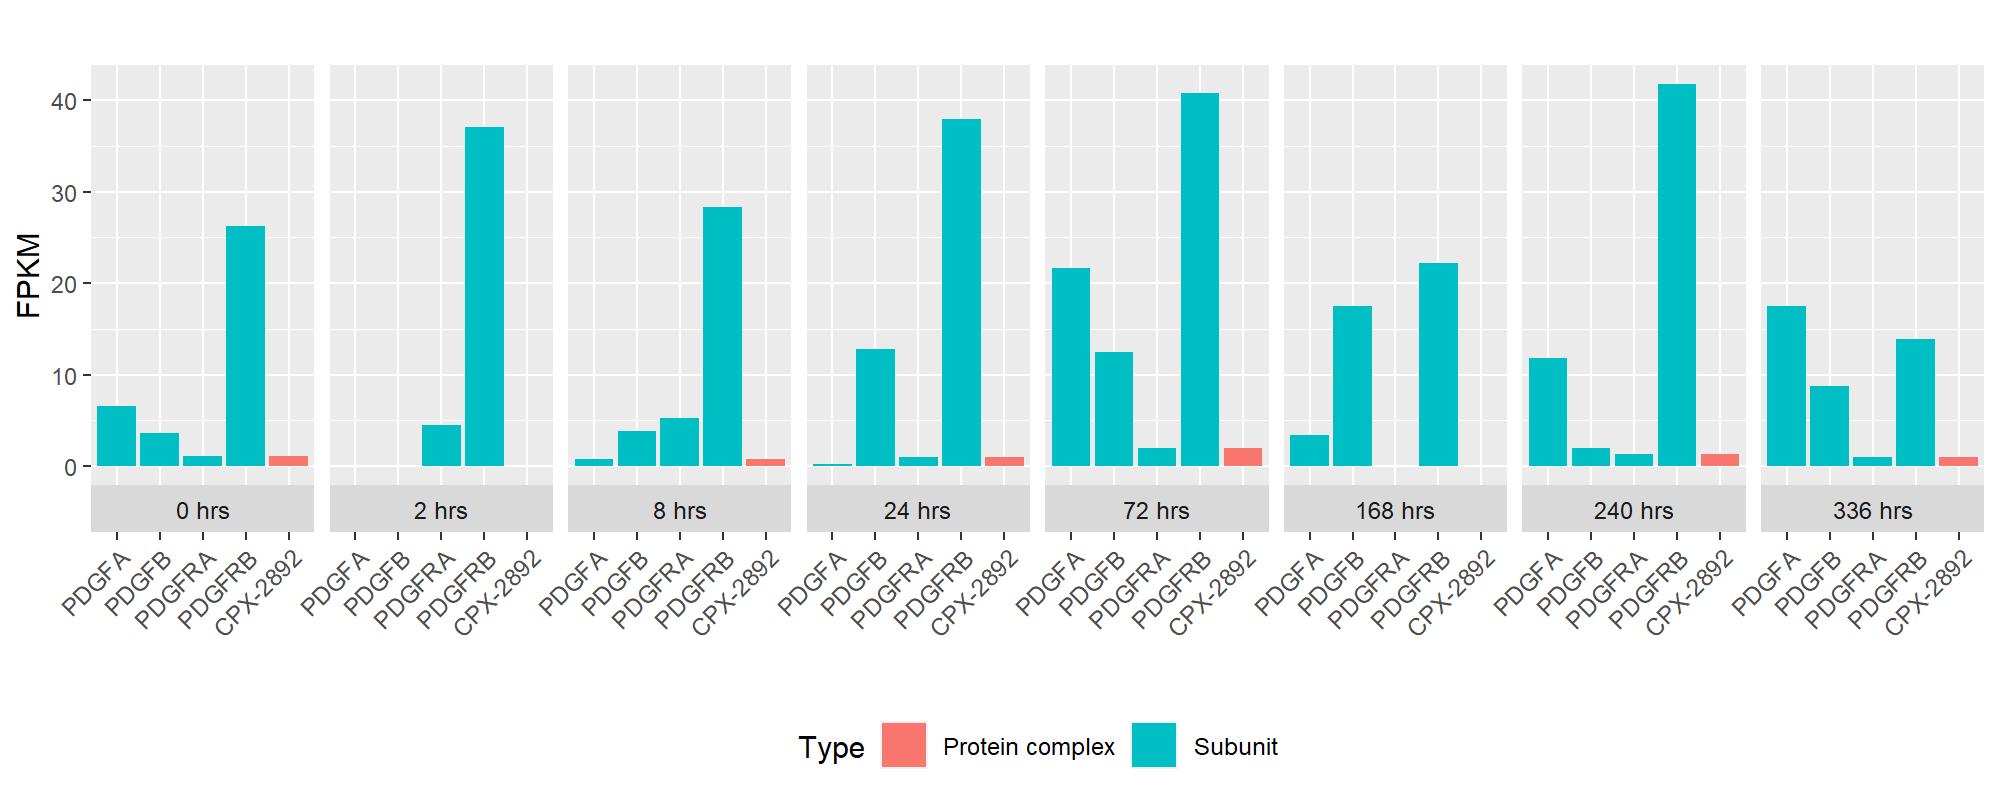 FPKM
40
30
20
10
0
0 hrs 2 hrs 8 hrs 24 hrs 72 hrs 168 hrs 240 hrs 336 hrs
PDGFA PDGFB PDGFRA PDGFRB CPX-2892 PDGFA PDGFB PDGFRA PDGFRB CPX-2892 PDGFA PDGFB PDGFRA PDGFRB CPX-2892 PDGFA PDGFB PDGFRA PDGFRB CPX-2892 PDGFA PDGFB PDGFRA PDGFRB CPX-2892 PDGFA PDGFB PDGFRA PDGFRB CPX-2892 PDGFA PDGFB PDGFRA PDGFRB CPX-2892 PDGFA PDGFB PDGFRA PDGFRB CPX-2892
Type Protein complex Subunit